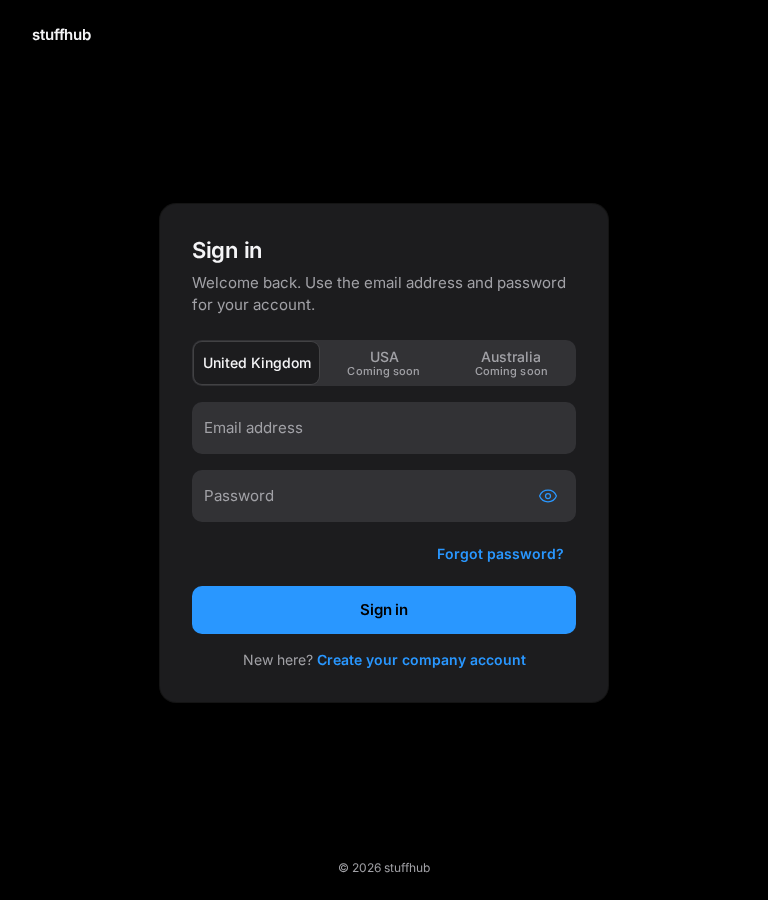 stuffhub
Sign in
Welcome back. Use the email address and password
for your account.
United Kingdom
USA
Coming soon
Australia
Coming soon
Email address
Password
Forgot password?
Sign in
New here? Create your company account
© 2026 stuffhub